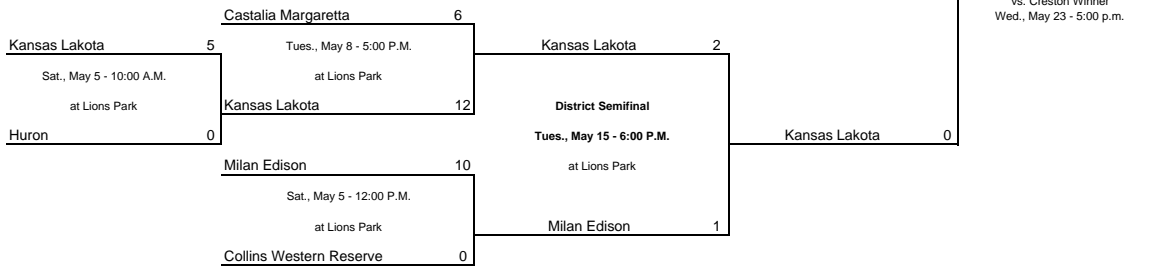 vs. Creston Winner
Castalia Margaretta 6
Wed., May 23 - 5:00 p.m.
Kansas Lakota 5
Tues., May 8 - 5:00 P.M.
Kansas Lakota 2
Sat., May 5 - 10:00 A.M.
at Lions Park
at Lions Park
Kansas Lakota 12
District Semifinal
Huron 0
Tues., May 15 - 6:00 P.M.
Kansas Lakota 0
Milan Edison 10
at Lions Park
Sat., May 5 - 12:00 P.M.
at Lions Park
Milan Edison 1
Collins Western Reserve 0